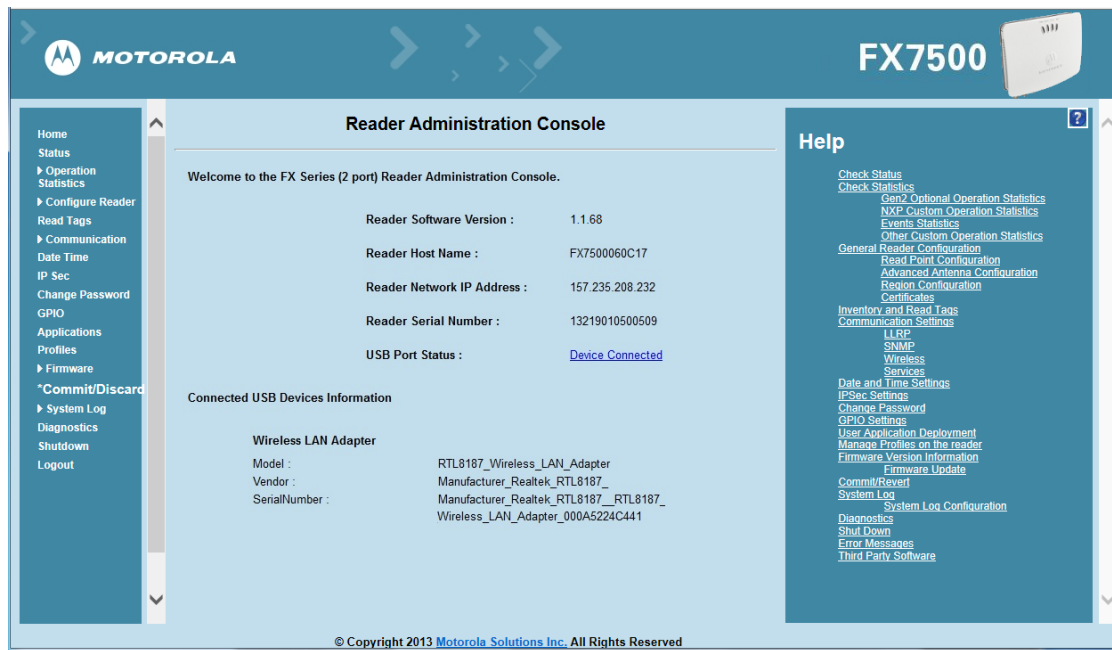 MOTOROLA
FX7500
Home
Status
Operation
Statistics
Configure Reader
Read Tags
Communication
Date Time
IP Sec
Change Password
GPIO
Applications
Profiles
Firmware
*Commit/Discard
System Log
Diagnostics
Shutdown
Logout
Reader Administration Console
Welcome to the FX Series (2 port) Reader Administration Console.
Reader Software Version : 1.1.68
Reader Host Name : FX7500060C17
Reader Network IP Address : 157.235.208.232
Reader Serial Number : 13219010500509
USB Port Status : Device Connected
Connected USB Devices Information
Wireless LAN Adapter
Model : RTL8187_Wireless_LAN_Adapter
Vendor : Manufacturer_Realtek_RTL8187_
SerialNumber : Manufacturer_Realtek_RTL8187__RTL8187_
Wireless_LAN_Adapter_000A5224C441
?
Help
Check Status
Check Statistics
Gen2 Optional Operation Statistics
NXP Custom Operation Statistics
Events Statistics
Other Custom Operation Statistics
General Reader Configuration
Read Point Configuration
Advanced Antenna Configuration
Region Configuration
Certificates
Inventory and Read Tags
Communication Settings
LLRP
SNMP
Wireless
Services
Date and Time Settings
IPSec Settings
Change Password
GPIO Settings
User Application Deployment
Manage Profiles on the reader
Firmware Version Information
Firmware Update
Commit/Revert
System Log
System Log Configuration
Diagnostics
Shut Down
Error Messages
Third Party Software
© Copyright 2013 Motorola Solutions Inc. All Rights Reserved